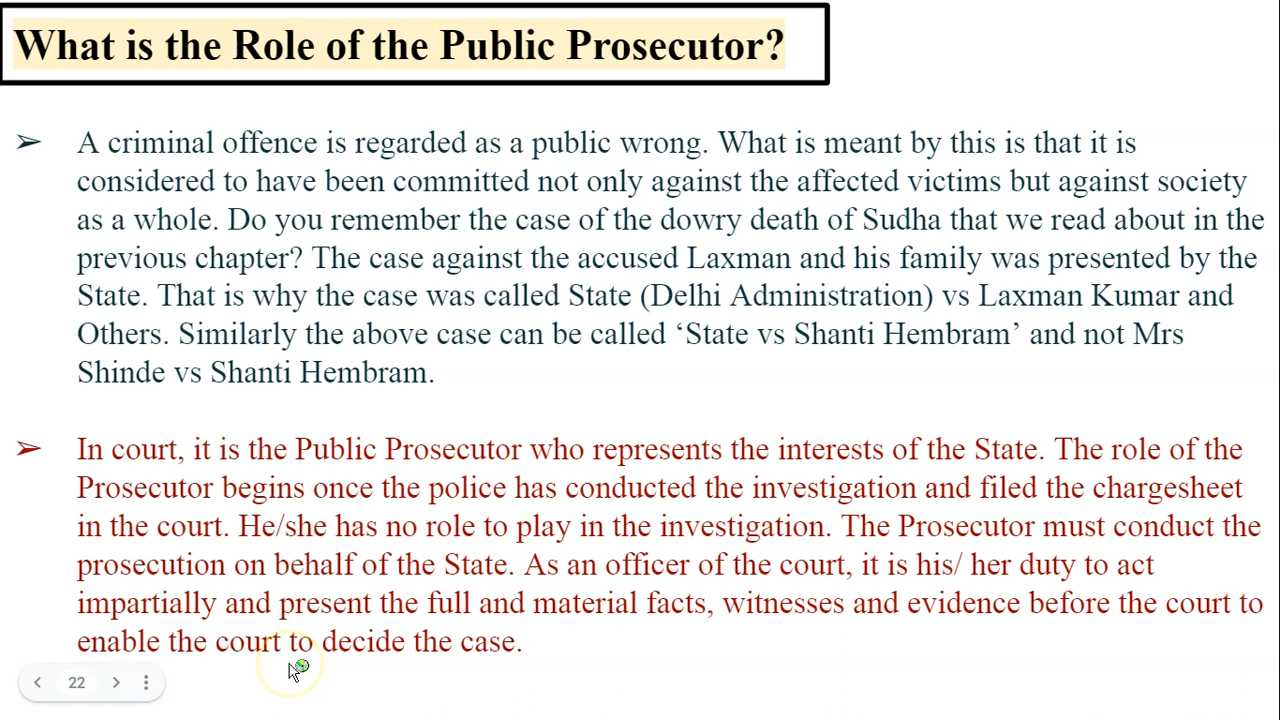 What is the Role of the Public Prosecutor?
➢ A criminal offence is regarded as a public wrong. What is meant by this is that it is
considered to have been committed not only against the affected victims but against society
as a whole. Do you remember the case of the dowry death of Sudha that we read about in the
previous chapter? The case against the accused Laxman and his family was presented by the
State. That is why the case was called State (Delhi Administration) vs Laxman Kumar and
Others. Similarly the above case can be called ‘State vs Shanti Hembram’ and not Mrs
Shinde vs Shanti Hembram.
➢ In court, it is the Public Prosecutor who represents the interests of the State. The role of the
Prosecutor begins once the police has conducted the investigation and filed the chargesheet
in the court. He/she has no role to play in the investigation. The Prosecutor must conduct the
prosecution on behalf of the State. As an officer of the court, it is his/ her duty to act
impartially and present the full and material facts, witnesses and evidence before the court to
enable the court to decide the case.
22